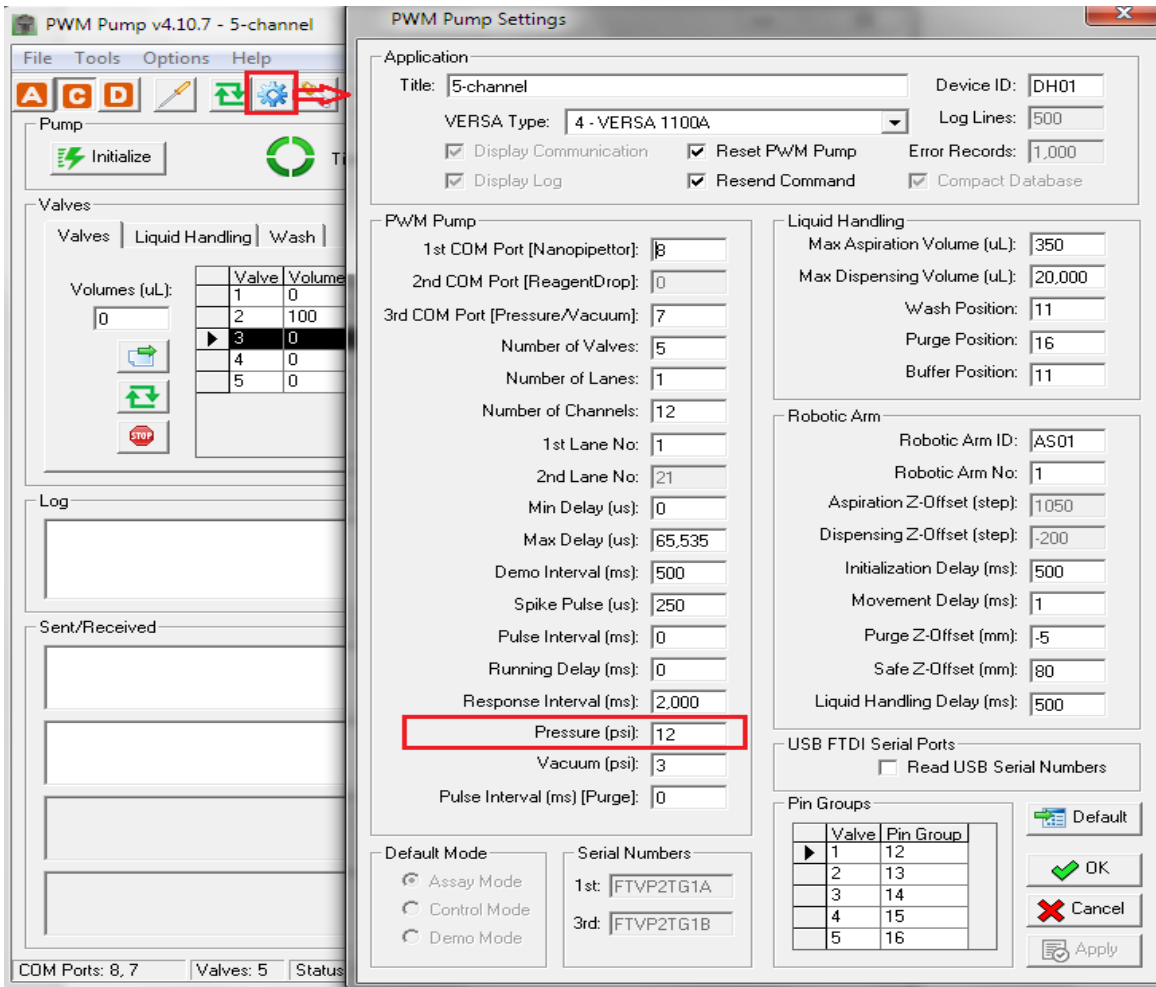 PWM Pump v4.10.7 - 5-channel
File Tools Options Help
A C D
Pump
Initialize
Valves
Valves Liquid Handling Wash
Volumes (uL):
0
Valve Volume
1 0
2 100
3 0
4 0
5 0
STOP
Log
Sent/Received
COM Ports: 8, 7 Valves: 5 Status
PWM Pump Settings
Application
Title: 5-channel Device ID: DH01
VERSA Type: 4 - VERSA 1100A Log Lines: 500
Display Communication Reset PWM Pump Error Records: 1,000
Display Log Resend Command Compact Database
PWM Pump
1st COM Port [Nanopipettor]: 8
2nd COM Port [ReagentDrop]: 0
3rd COM Port [Pressure/Vacuum]: 7
Number of Valves: 5
Number of Lanes: 1
Number of Channels: 12
1st Lane No: 1
2nd Lane No: 21
Min Delay (us): 0
Max Delay (us): 65,535
Demo Interval (ms): 500
Spike Pulse (us): 250
Pulse Interval (ms): 0
Running Delay (ms): 0
Response Interval (ms): 2,000
Pressure (psi): 12
Vacuum (psi): 3
Pulse Interval (ms) [Purge]: 0
Default Mode
Assay Mode
Control Mode
Demo Mode
Serial Numbers
1st: FTVP2TG1A
3rd: FTVP2TG1B
Liquid Handling
Max Aspiration Volume (uL): 350
Max Dispensing Volume (uL): 20,000
Wash Position: 11
Purge Position: 16
Buffer Position: 11
Robotic Arm
Robotic Arm ID: AS01
Robotic Arm No: 1
Aspiration Z-Offset (step): 1050
Dispensing Z-Offset (step): -200
Initialization Delay (ms): 500
Movement Delay (ms): 1
Purge Z-Offset (mm): -5
Safe Z-Offset (mm): 80
Liquid Handling Delay (ms): 500
USB FTDI Serial Ports
Read USB Serial Numbers
Pin Groups
Valve Pin Group
1 12
2 13
3 14
4 15
5 16
Default
OK
Cancel
Apply